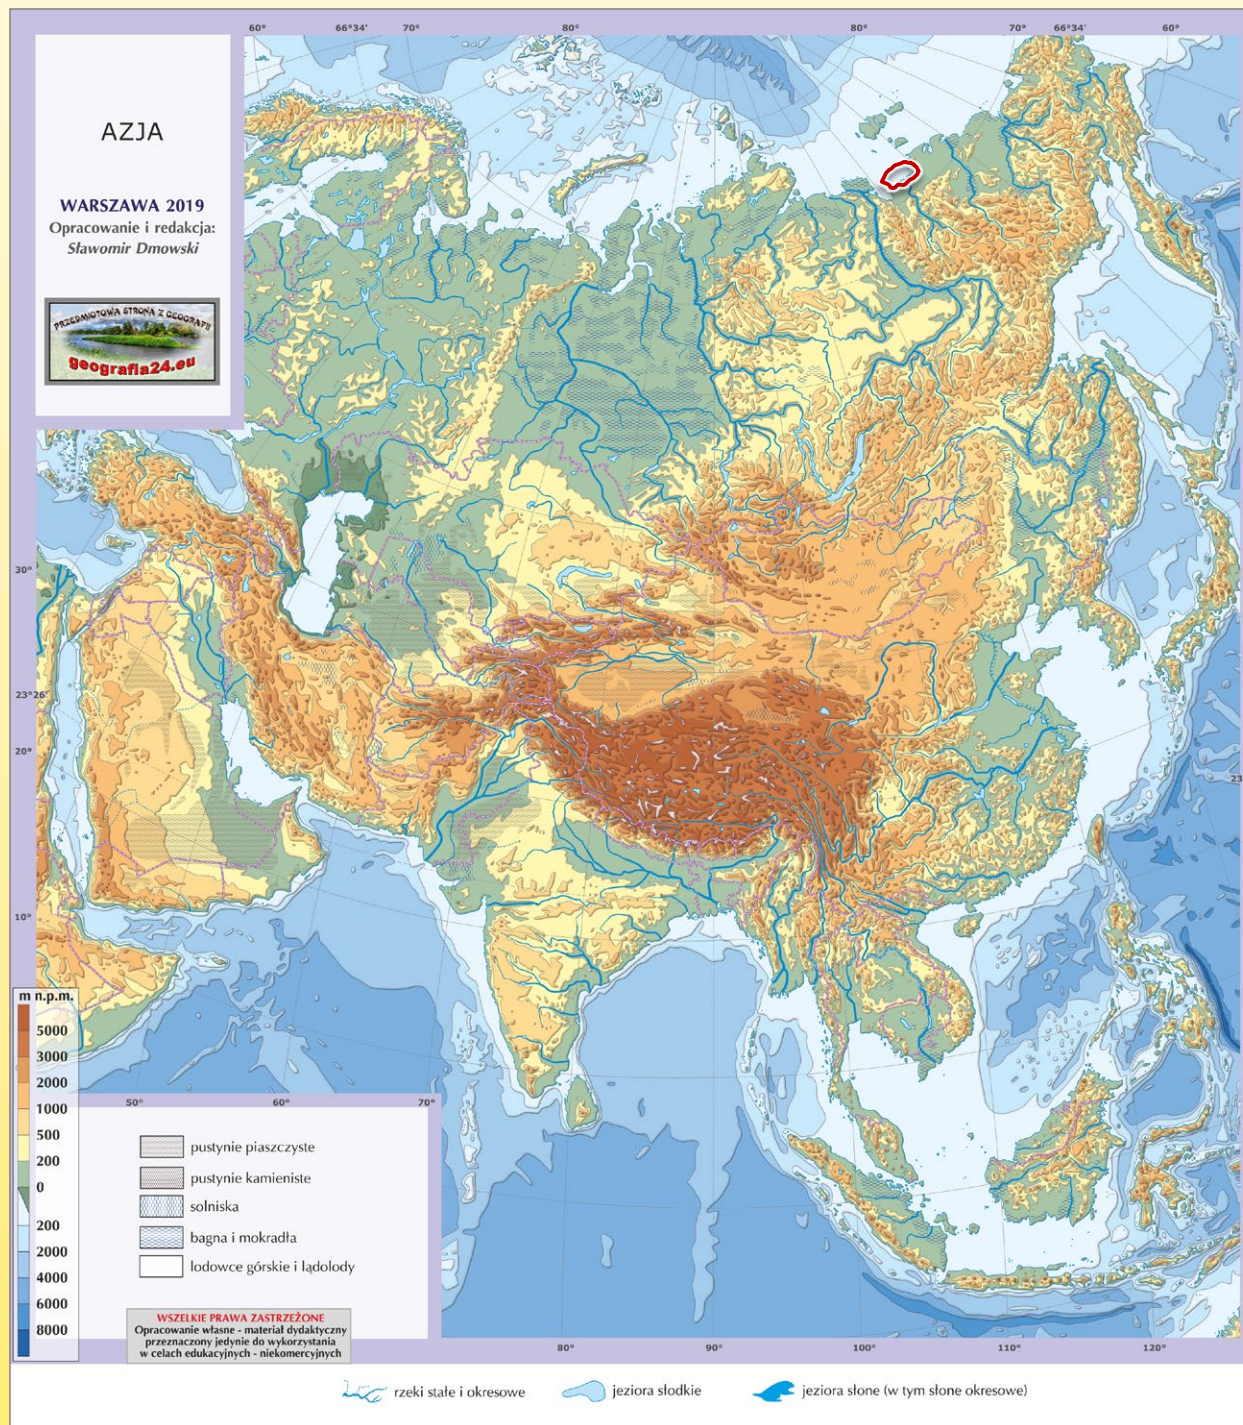 60°
66°34'
70°
80°
80°
70°
66°34'
60°
AZJA
WARSZAWA 2019
Opracowanie i redakcja:
Sławomir Dmowski
PRZEDMIOTOWA STRONA Z GEOGRAFII
geografia24.eu
30°
23°26'
20°
10°
23
m n.p.m.
5000
3000
2000
1000
500
200
0
200
2000
4000
6000
8000
50°
60°
70°
pustynie piaszczyste
pustynie kamieniste
solniska
bagna i mokradła
lodowce górskie i lądolody
WSZELKIE PRAWA ZASTRZEŻONE
Opracowanie własne - materiał dydaktyczny
przeznaczony jedynie do wykorzystania
w celach edukacyjnych - niekomercyjnych
80°
90°
100°
110°
120°
rzeki stałe i okresowe
jeziora słodkie
jeziora słone (w tym słone okresowe)